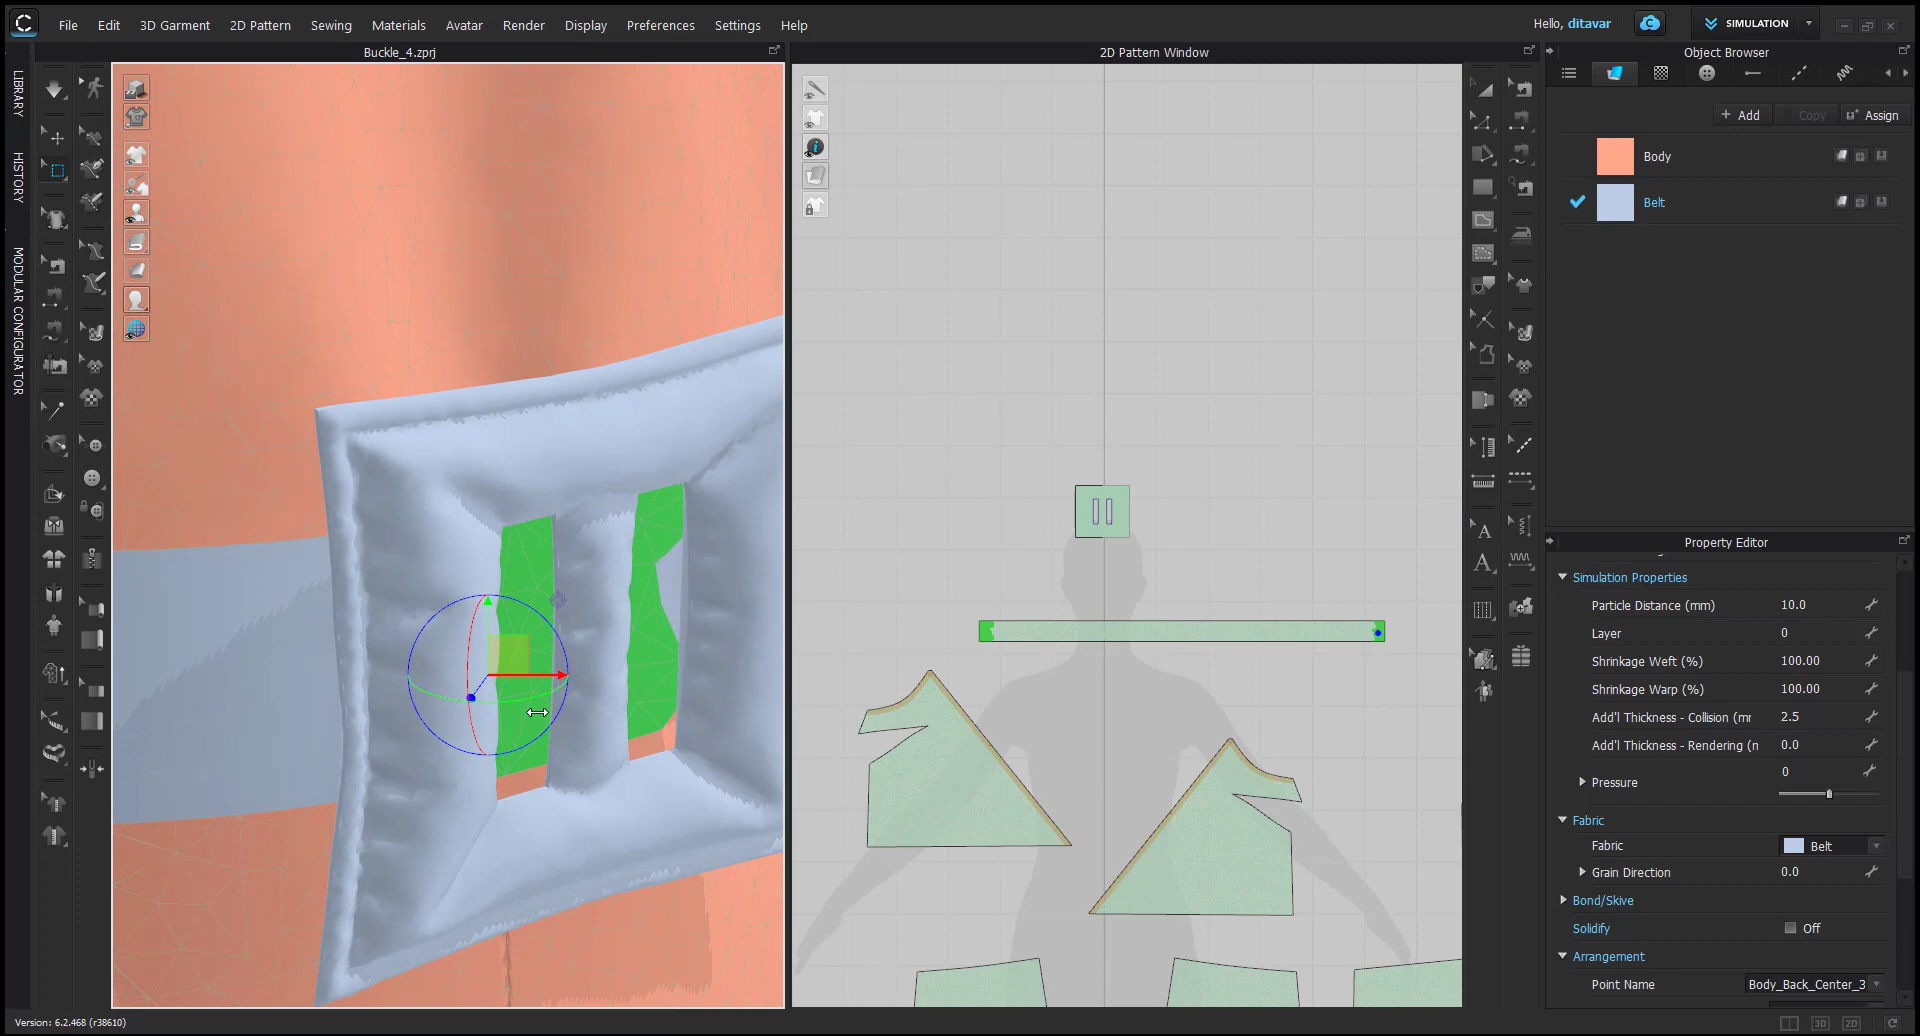 File Edit 3D Garment 2D Pattern Sewing Materials Avatar Render Display Preferences Settings Help
Hello, ditavar
SIMULATION
Buckle_4.zprj
2D Pattern Window
Object Browser
LIBRARY
HISTORY
MODULAR CONFIGURATOR
+ Add
Copy
Assign
Body
Belt
Property Editor
Simulation Properties
Particle Distance (mm) 10.0
Layer 0
Shrinkage Weft (%) 100.00
Shrinkage Warp (%) 100.00
Add'l Thickness - Collision (mr 2.5
Add'l Thickness - Rendering (n 0.0
Pressure 0
Fabric
Fabric Belt
Grain Direction 0.0
Bond/Skive
Solidify Off
Arrangement
Point Name Body_Back_Center_3
Version: 6.2.468 (r38610)
3D
2D